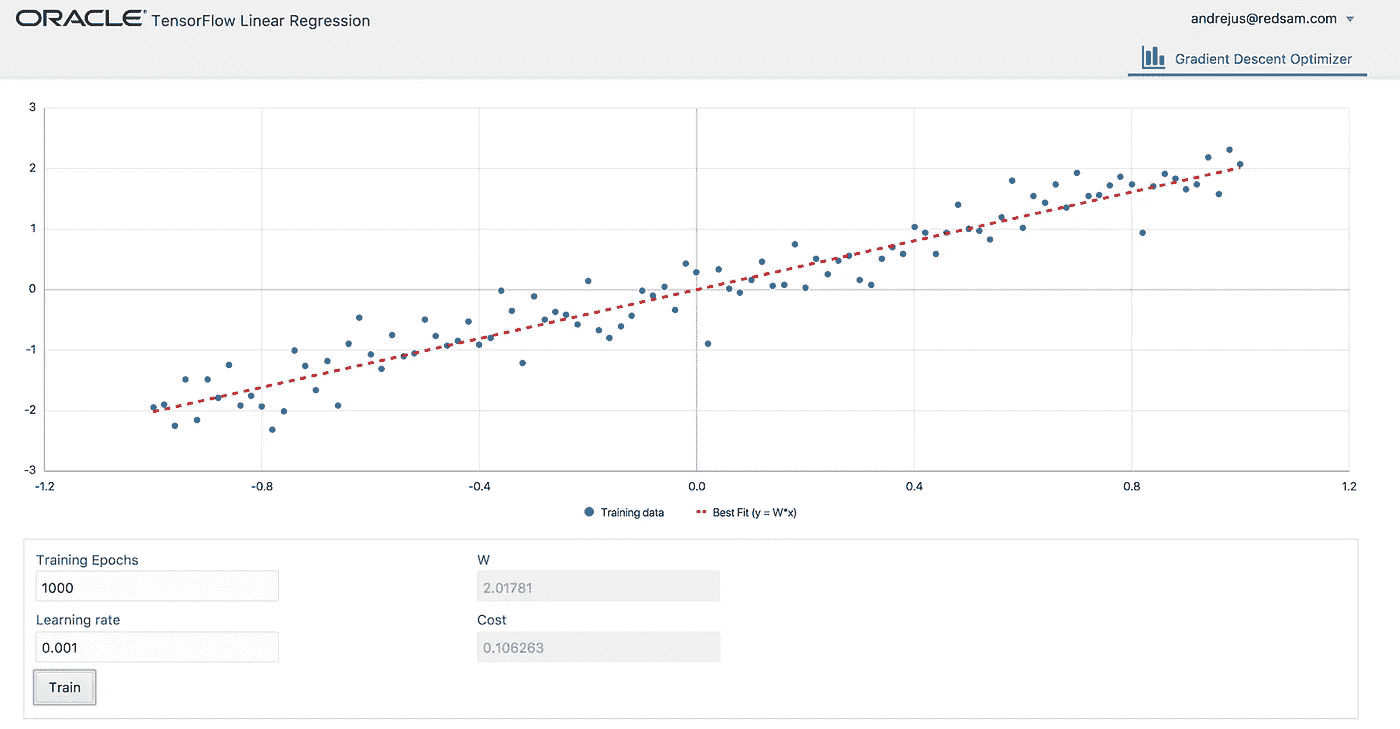 ORACLE® TensorFlow Linear Regression
andrejus@redsam.com
Gradient Descent Optimizer
3
2
1
0
-1
-2
-3
-1.2 -0.8 -0.4 0.0 0.4 0.8 1.2
Training data Best Fit (y = W*x)
Training Epochs W
1000 2.01781
Learning rate Cost
0.001 0.106263
Train